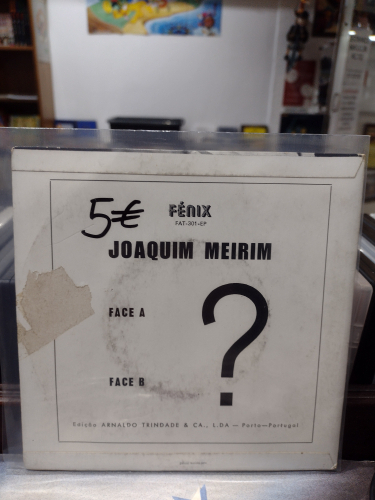 5€
FÉNIX
FAT-301-EP
JOAQUIM MEIRIM
FACE A
?
FACE B
Edição ARNALDO TRINDADE & CA., L.DA — Porto-Portugal